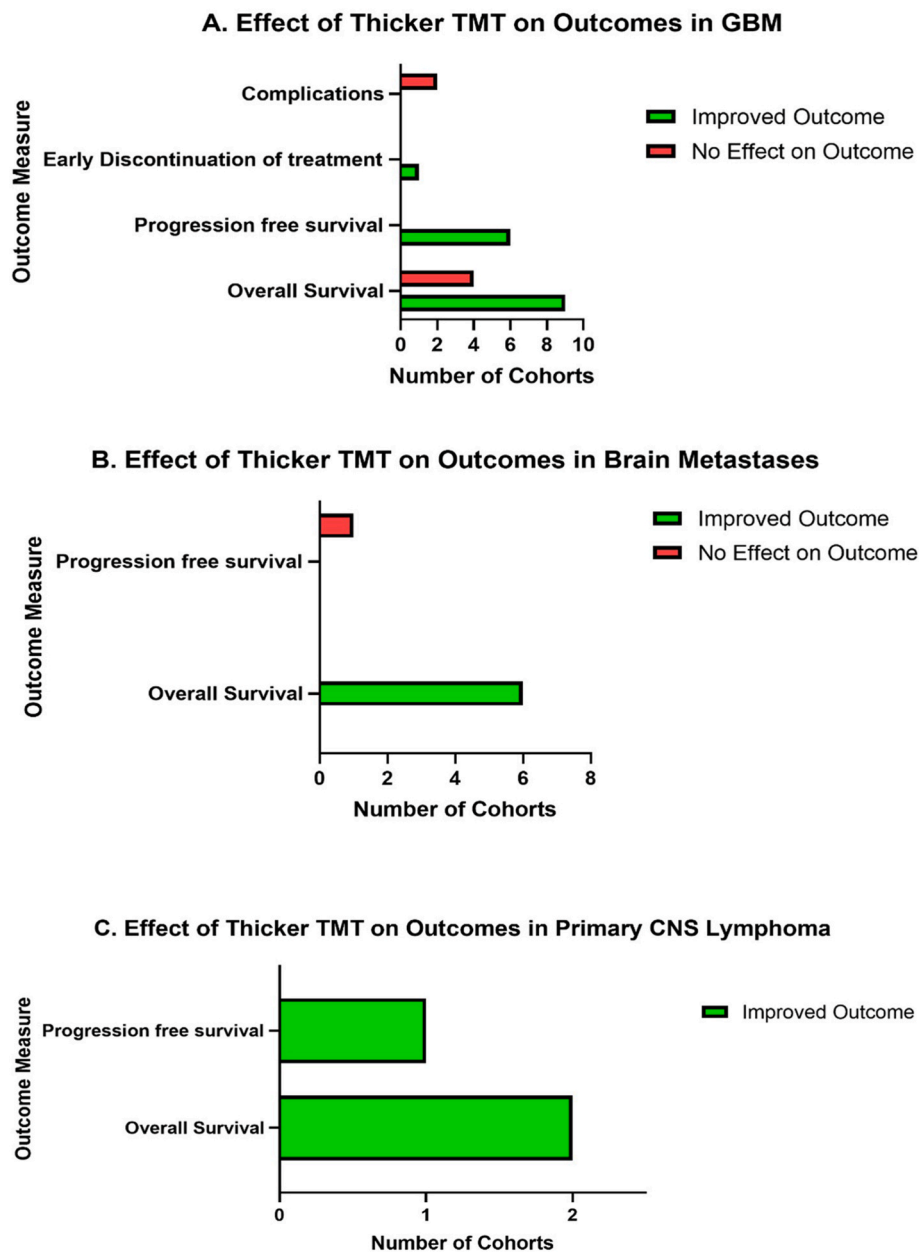 A. Effect of Thicker TMT on Outcomes in GBM
Outcome Measure
Complications
Early Discontinuation of treatment
Progression free survival
Overall Survival
0 2 4 6 8 10
Number of Cohorts
Improved Outcome
No Effect on Outcome
B. Effect of Thicker TMT on Outcomes in Brain Metastases
Outcome Measure
Progression free survival
Overall Survival
0 2 4 6 8
Number of Cohorts
Improved Outcome
No Effect on Outcome
C. Effect of Thicker TMT on Outcomes in Primary CNS Lymphoma
Outcome Measure
Progression free survival
Overall Survival
0 1 2
Number of Cohorts
Improved Outcome